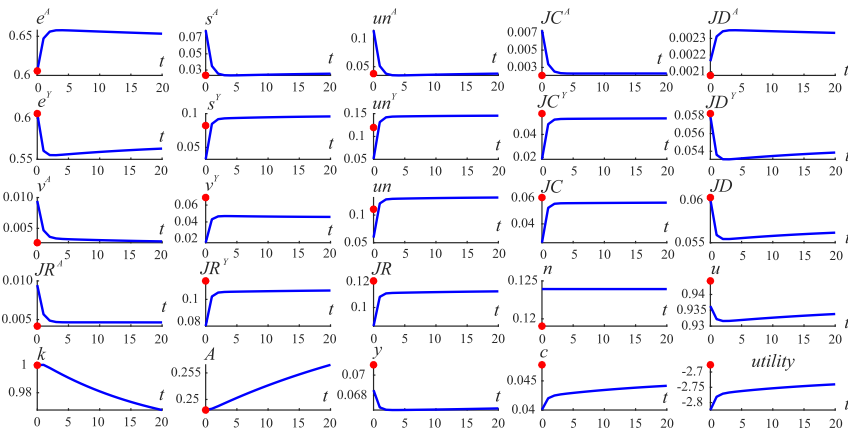 e^A s^A un^A JC^A JD^A
0.65 0.07 0.1 0.007 0.0023
0.05 0.005 0.0022
t t t t t
0.6 0.03 0.05 0.003 0.0021
0 5 10 15 20 0 5 10 15 20 0 5 10 15 20 0 5 10 15 20 0 5 10 15 20
e^Y s^Y un^Y JC^Y JD^Y
0.6 0.1 0.15 0.04 0.058
t 0.05 t 0.10 t t 0.056
0.55 0.05 0.02 0.054 t
0 5 10 15 20 0 5 10 15 20 0 5 10 15 20 0 5 10 15 20 0 5 10 15 20
v^A v^Y un JC JD
0.010 0.06 0.1 0.06 0.06
0.005 t 0.04 t t 0.04 t
0.02 0.05 0.055 t
0 5 10 15 20 0 5 10 15 20 0 5 10 15 20 0 5 10 15 20 0 5 10 15 20
JR^A JR^Y JR n u
0.010 0.1 0.12 0.125 0.94
0.005 t t 0.1 t t 0.935
0.08 0.12 0.93 t
0 5 10 15 20 0 5 10 15 20 0 5 10 15 20 0 5 10 15 20 0 5 10 15 20
k A y c utility
1 0.255 0.07 0.045 -2.7
0.98 t 0.25 t 0.068 t t -2.75
0.04 -2.8 t
0 5 10 15 20 0 5 10 15 20 0 5 10 15 20 0 5 10 15 20 0 5 10 15 20